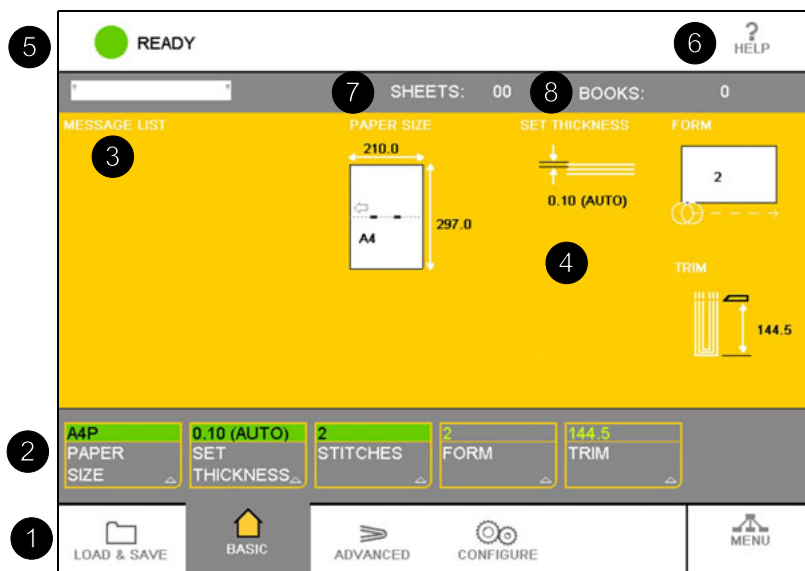 5
READY
6
?
HELP
* *
7
SHEETS: 00
8
BOOKS: 0
MESSAGE LIST
3
PAPER SIZE
210.0
297.0
A4
SET THICKNESS
0.10 (AUTO)
4
FORM
2
TRIM
144.5
2
A4P
PAPER
SIZE
0.10 (AUTO)
SET
THICKNESS
2
STITCHES
2
FORM
144.5
TRIM
1
LOAD & SAVE
BASIC
ADVANCED
CONFIGURE
MENU